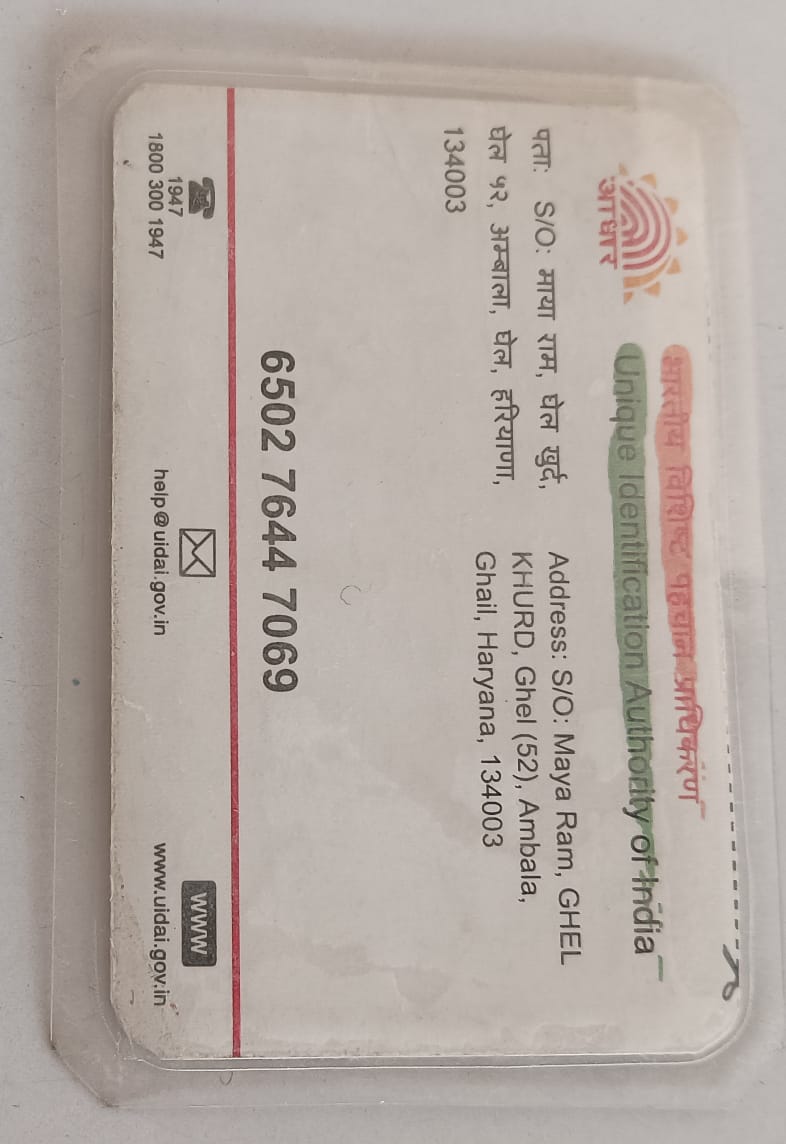 भारतीय विशिष्ट पहचान प्राधिकरण
Unique Identification Authority of India
आधार
पता: S/O: माया राम, घेल खुर्द,
घेल ५२, अम्बाला, घेल, हरियाणा,
134003
Address: S/O: Maya Ram, GHEL
KHURD, Ghel (52), Ambala,
Ghail, Haryana, 134003
6502 7644 7069
1947
1800 300 1947
help@uidai.gov.in
www
www.uidai.gov.in